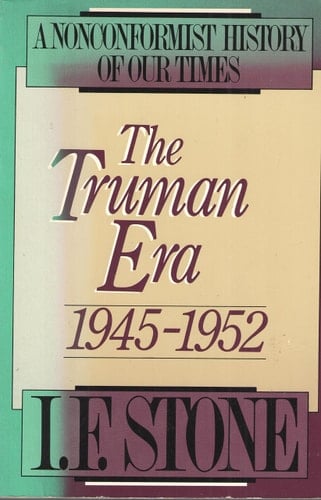 A NONCONFORMIST HISTORY
OF OUR TIMES
The
Truman
Era
1945-1952
I.F. STONE